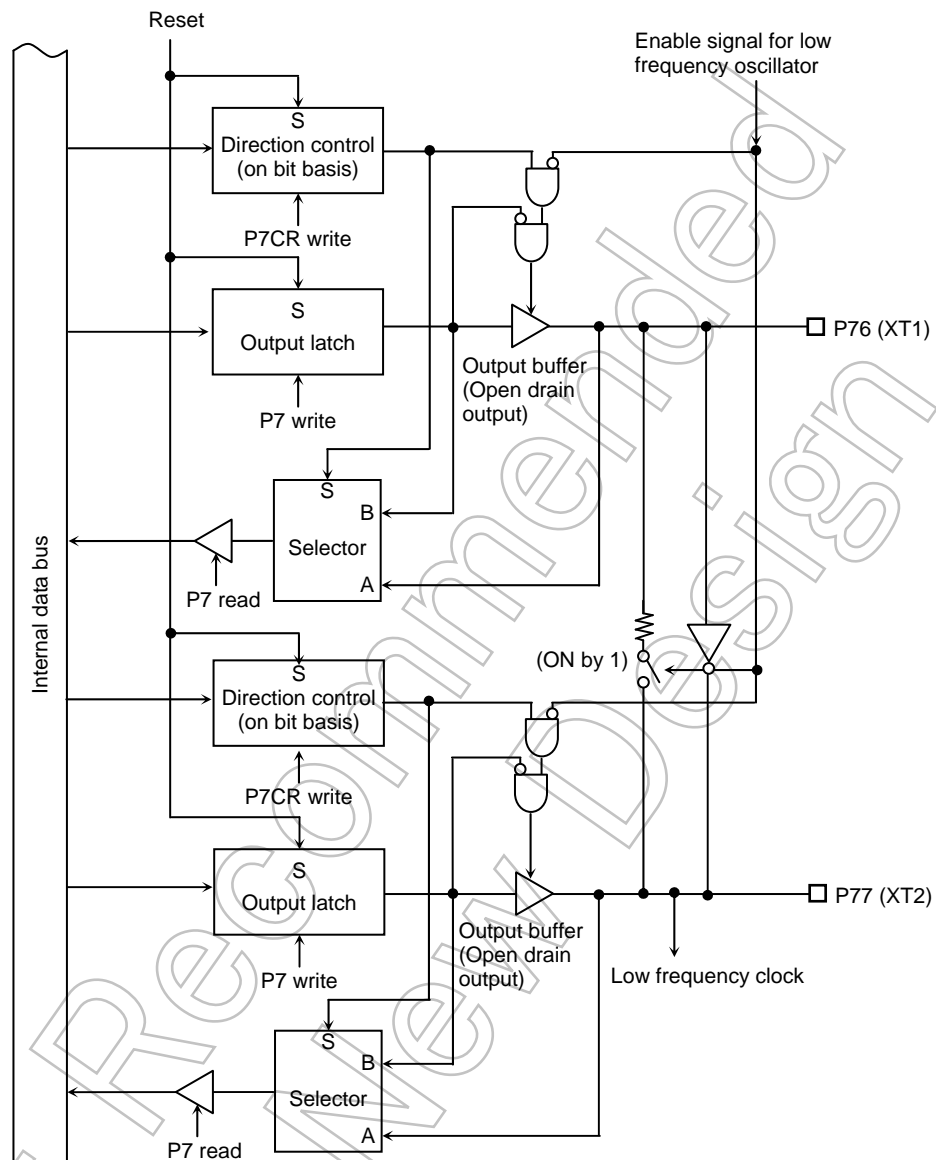 Reset
Enable signal for low
frequency oscillator
S
Direction control
(on bit basis)
P7CR write
S
Output latch
P7 write
Output buffer
(Open drain
output)
P76 (XT1)
S
B
Selector
A
P7 read
Internal data bus
(ON by 1)
S
Direction control
(on bit basis)
P7CR write
S
Output latch
P7 write
Output buffer
(Open drain
output)
P77 (XT2)
Low frequency clock
S
B
Selector
A
P7 read
Recommended
New Design